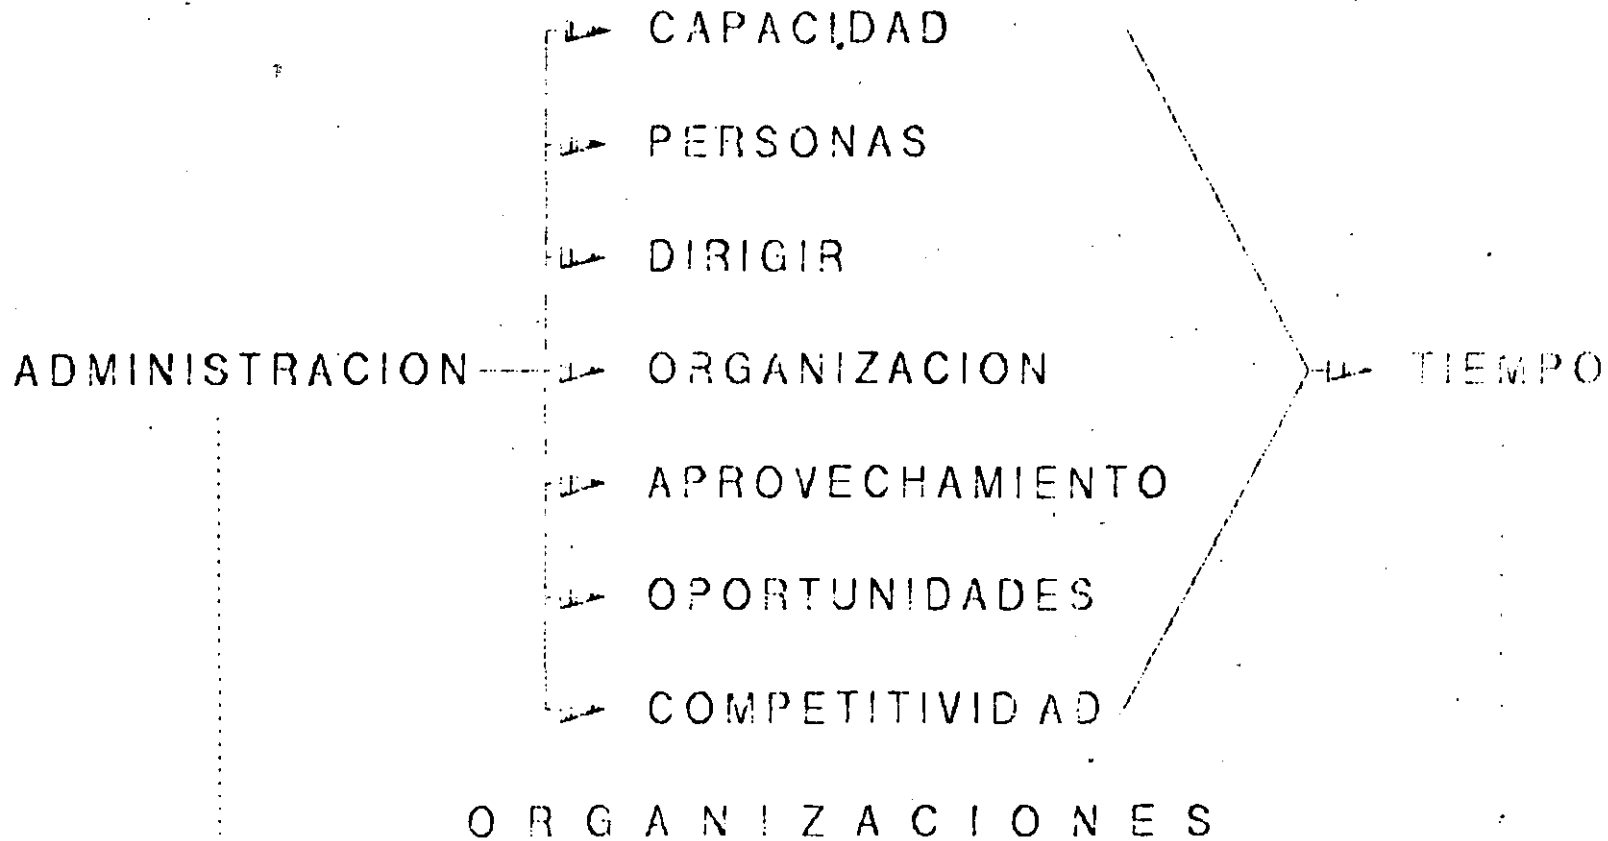 CAPACIDAD
PERSONAS
DIRIGIR
ADMINISTRACION ORGANIZACION TIEMPO
APROVECHAMIENTO
OPORTUNIDADES
COMPETITIVIDAD
ORGANIZACIONES